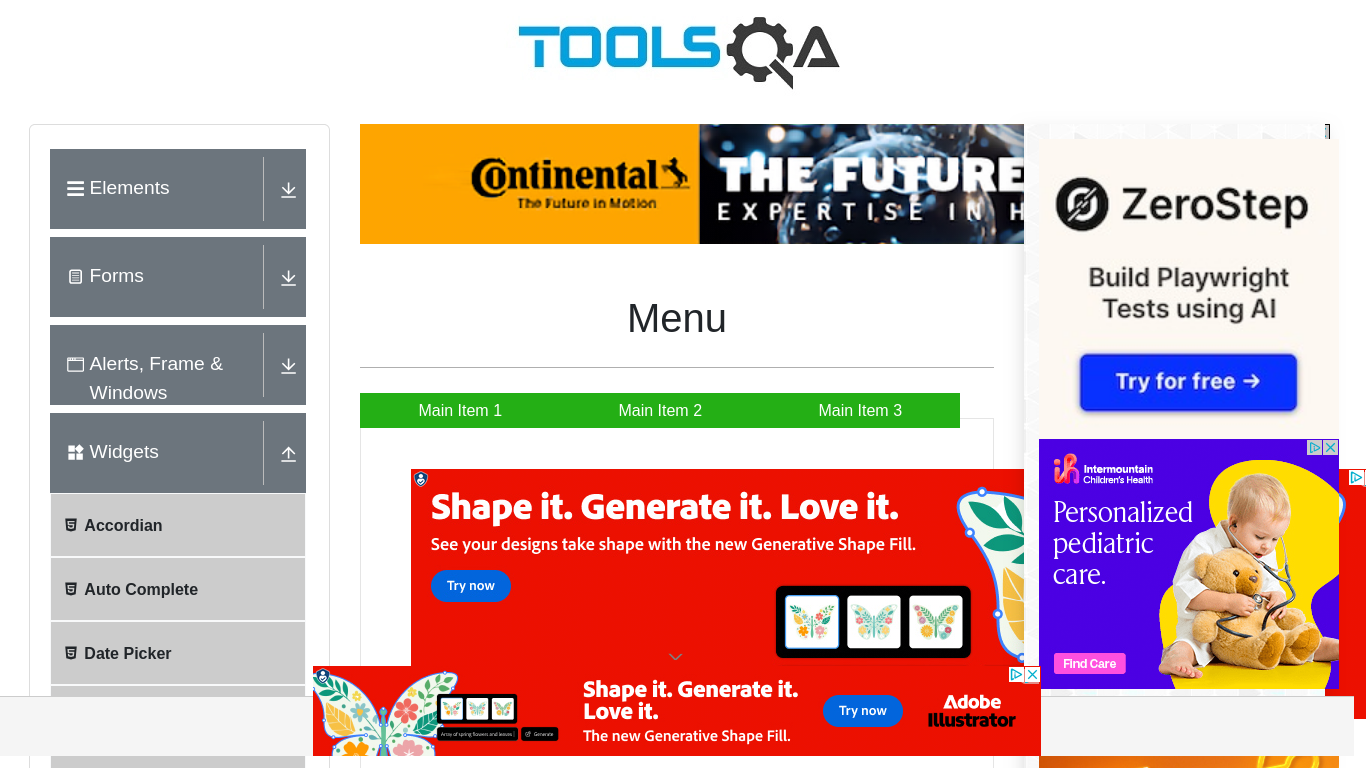 TOOLSQA
Elements
Forms
Alerts, Frame &
Windows
Widgets
Accordian
Auto Complete
Date Picker
Continental
The Future in Motion
THE FUTURE
EXPERTISE IN H
Menu
Main Item 1
Main Item 2
Main Item 3
Shape it. Generate it. Love it.
See your designs take shape with the new Generative Shape Fill.
Try now
ZeroStep
Build Playwright
Tests using AI
Try for free →
Intermountain
Children's Health
Personalized
pediatric
care.
Find Care
Array of spring flowers and leaves
Generate
Shape it. Generate it.
Love it.
The new Generative Shape Fill.
Try now
Adobe
Illustrator